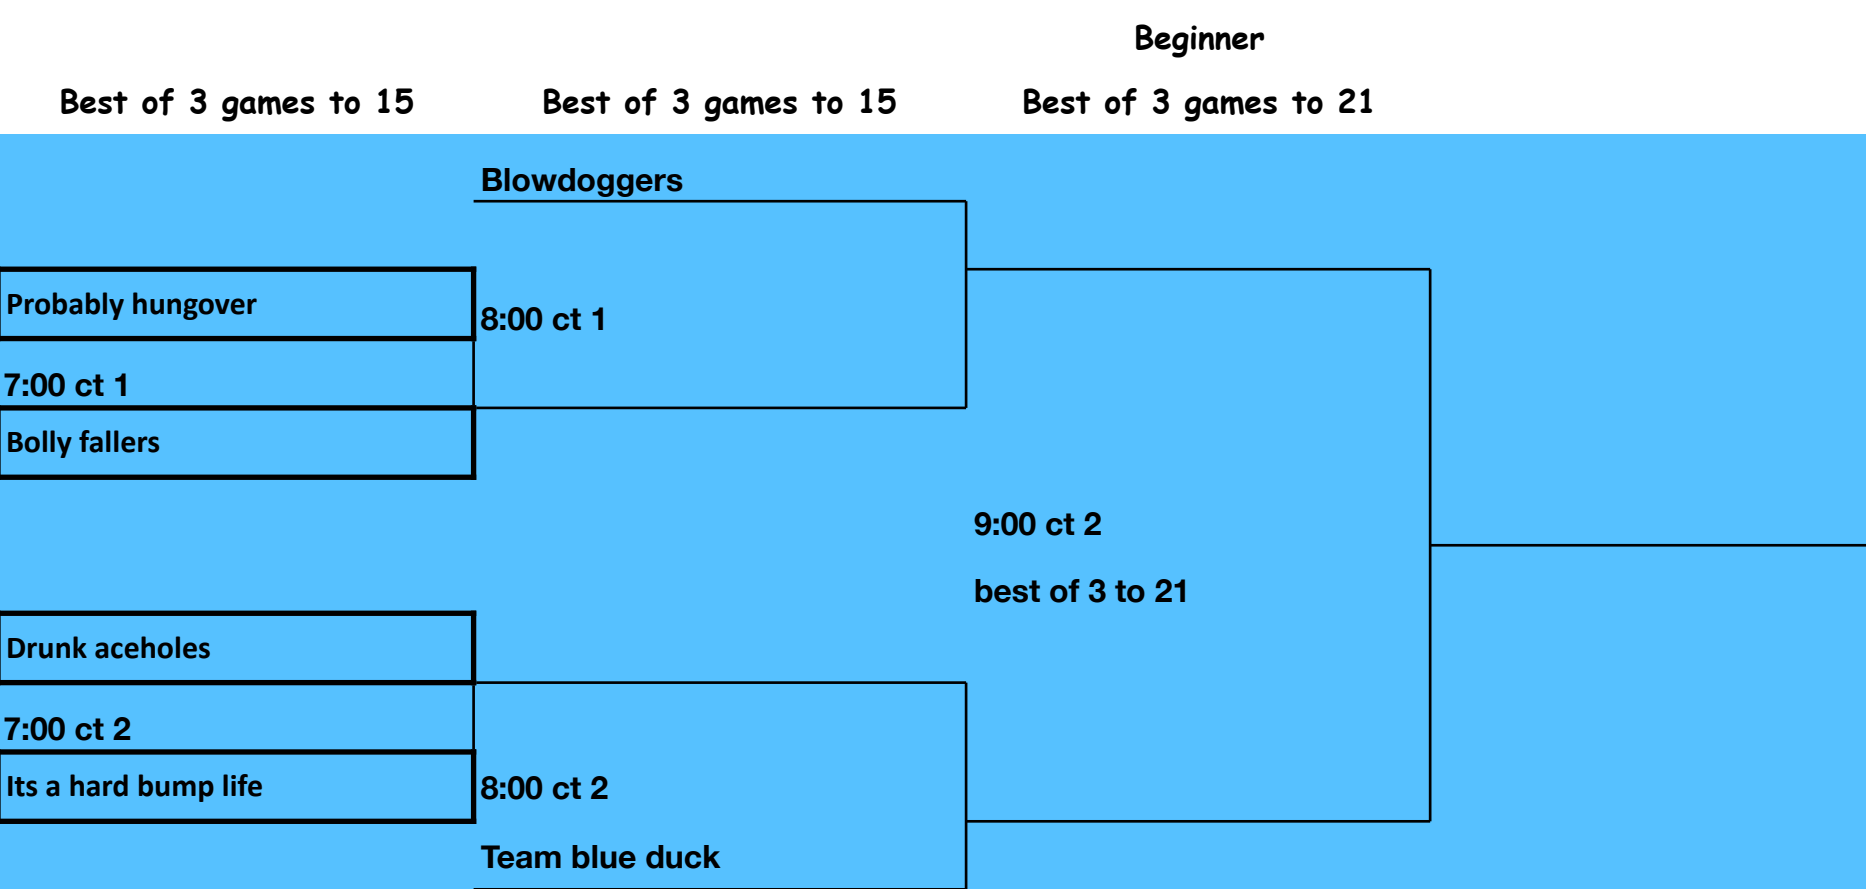 Beginner
Best of 3 games to 15
Best of 3 games to 15
Best of 3 games to 21
Blowdoggers
Probably hungover
8:00 ct 1
7:00 ct 1
Bolly fallers
9:00 ct 2
best of 3 to 21
Drunk aceholes
7:00 ct 2
Its a hard bump life
8:00 ct 2
Team blue duck